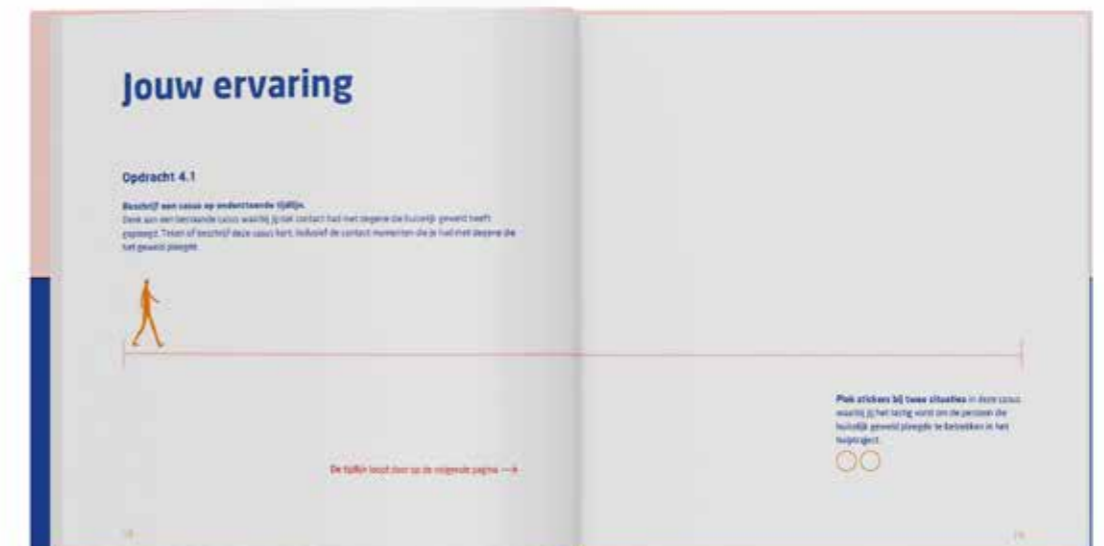 Jouw ervaring
Opdracht 4.1
Beschrijf een casus op onderstaande tijdlijn.
Denk aan een bestaande casus waarbij jij ook contact had met degene die huiselijk geweld heeft
gepleegd. Teken of beschrijf deze casus kort, inclusief de contact momenten die je had met degene die
het geweld pleegde.
Plak stickers bij twee situaties in deze casus
waarbij jij het lastig vond om de persoon die
huiselijk geweld pleegde te betrekken in het
hulptraject.
De tijdlijn loopt door op de volgende pagina